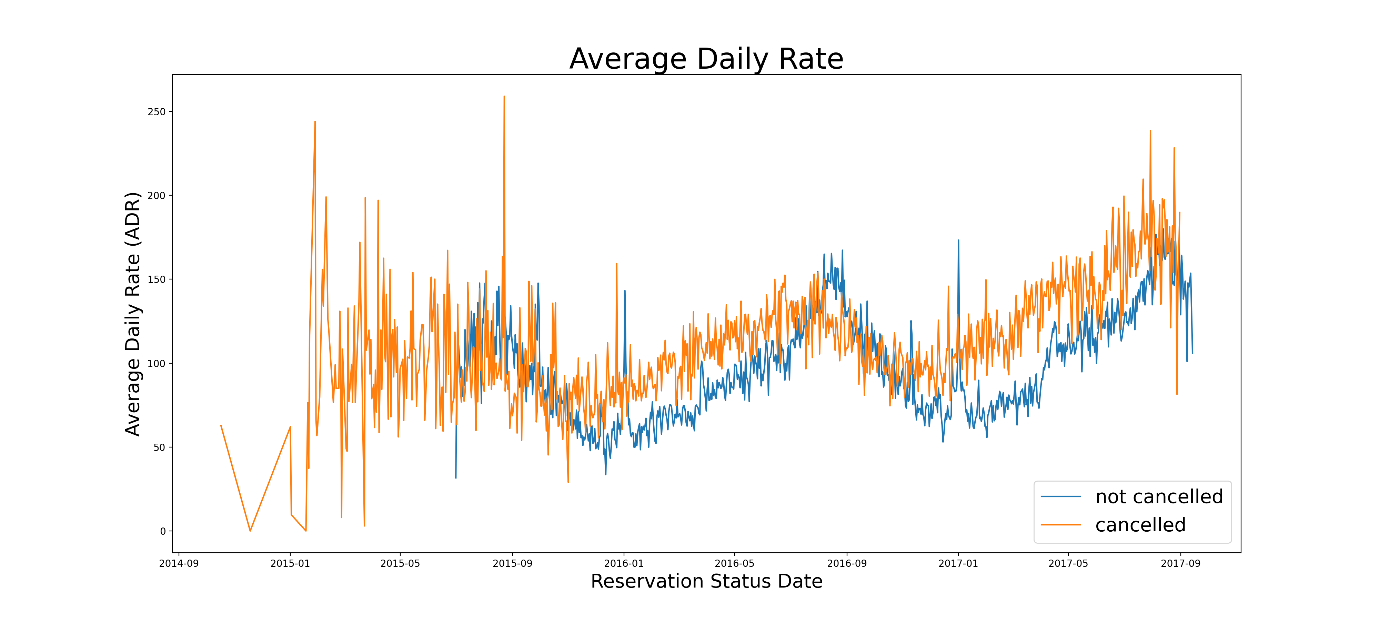 Average Daily Rate
Average Daily Rate (ADR)
250
200
150
100
50
0
2014-09 2015-01 2015-05 2015-09 2016-01 2016-05 2016-09 2017-01 2017-05 2017-09
Reservation Status Date
not cancelled
cancelled